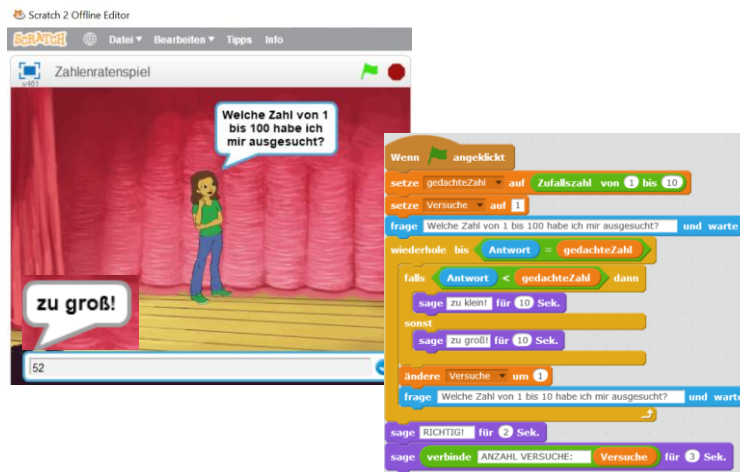 Scratch 2 Offline Editor
SCRATCH Datei Bearbeiten Tipps Info
v461
Zahlenratenspiel
Welche Zahl von 1
bis 100 habe ich
mir ausgesucht?
zu groß!
52
Wenn angeklickt
setze gedachteZahl auf Zufallszahl von 1 bis 10
setze Versuche auf 1
frage Welche Zahl von 1 bis 100 habe ich mir ausgesucht? und warte
wiederhole bis Antwort = gedachteZahl
falls Antwort < gedachteZahl dann
sage zu klein! für 10 Sek.
sonst
sage zu groß! für 10 Sek.
ändere Versuche um 1
frage Welche Zahl von 1 bis 10 habe ich mir ausgesucht? und warte
sage RICHTIG! für 2 Sek.
sage verbinde ANZAHL VERSUCHE: Versuche für 3 Sek.